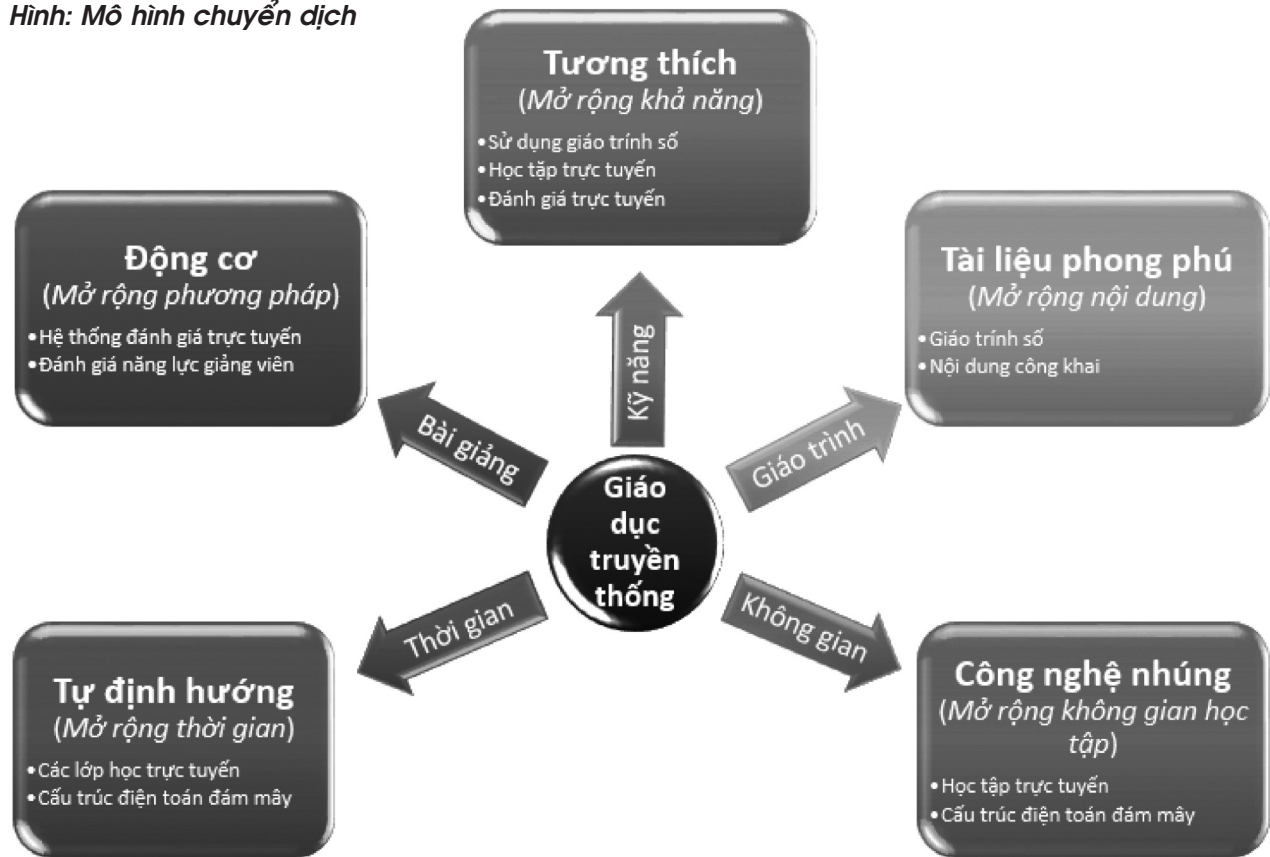 Hình: Mô hình chuyển dịch
Tương thích
(Mở rộng khả năng)
•Sử dụng giáo trình số
•Học tập trực tuyến
•Đánh giá trực tuyến
Động cơ
(Mở rộng phương pháp)
•Hệ thống đánh giá trực tuyến
•Đánh giá năng lực giảng viên
Tài liệu phong phú
(Mở rộng nội dung)
•Giáo trình số
•Nội dung công khai
Kỹ năng
Bài giảng
Giáo trình
Giáo
dục
truyền
thống
Thời gian
Không gian
Tự định hướng
(Mở rộng thời gian)
•Các lớp học trực tuyến
•Cấu trúc điện toán đám mây
Công nghệ nhúng
(Mở rộng không gian học
tập)
•Học tập trực tuyến
•Cấu trúc điện toán đám mây